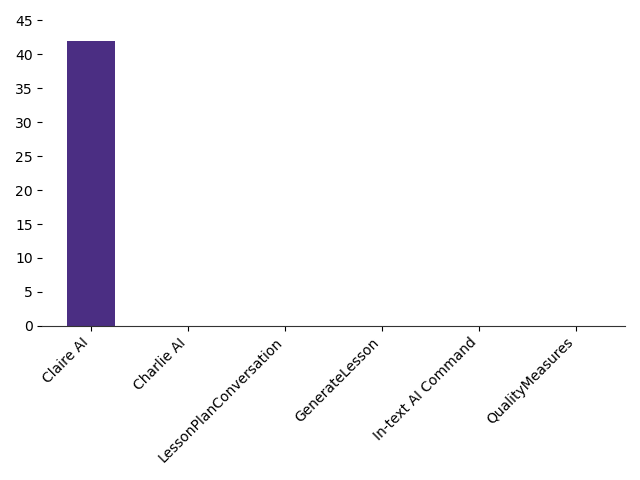 45
40
35
30
25
20
15
10
5
0
Claire AI
Charlie AI
LessonPlanConversation
GenerateLesson
In-text AI Command
QualityMeasures